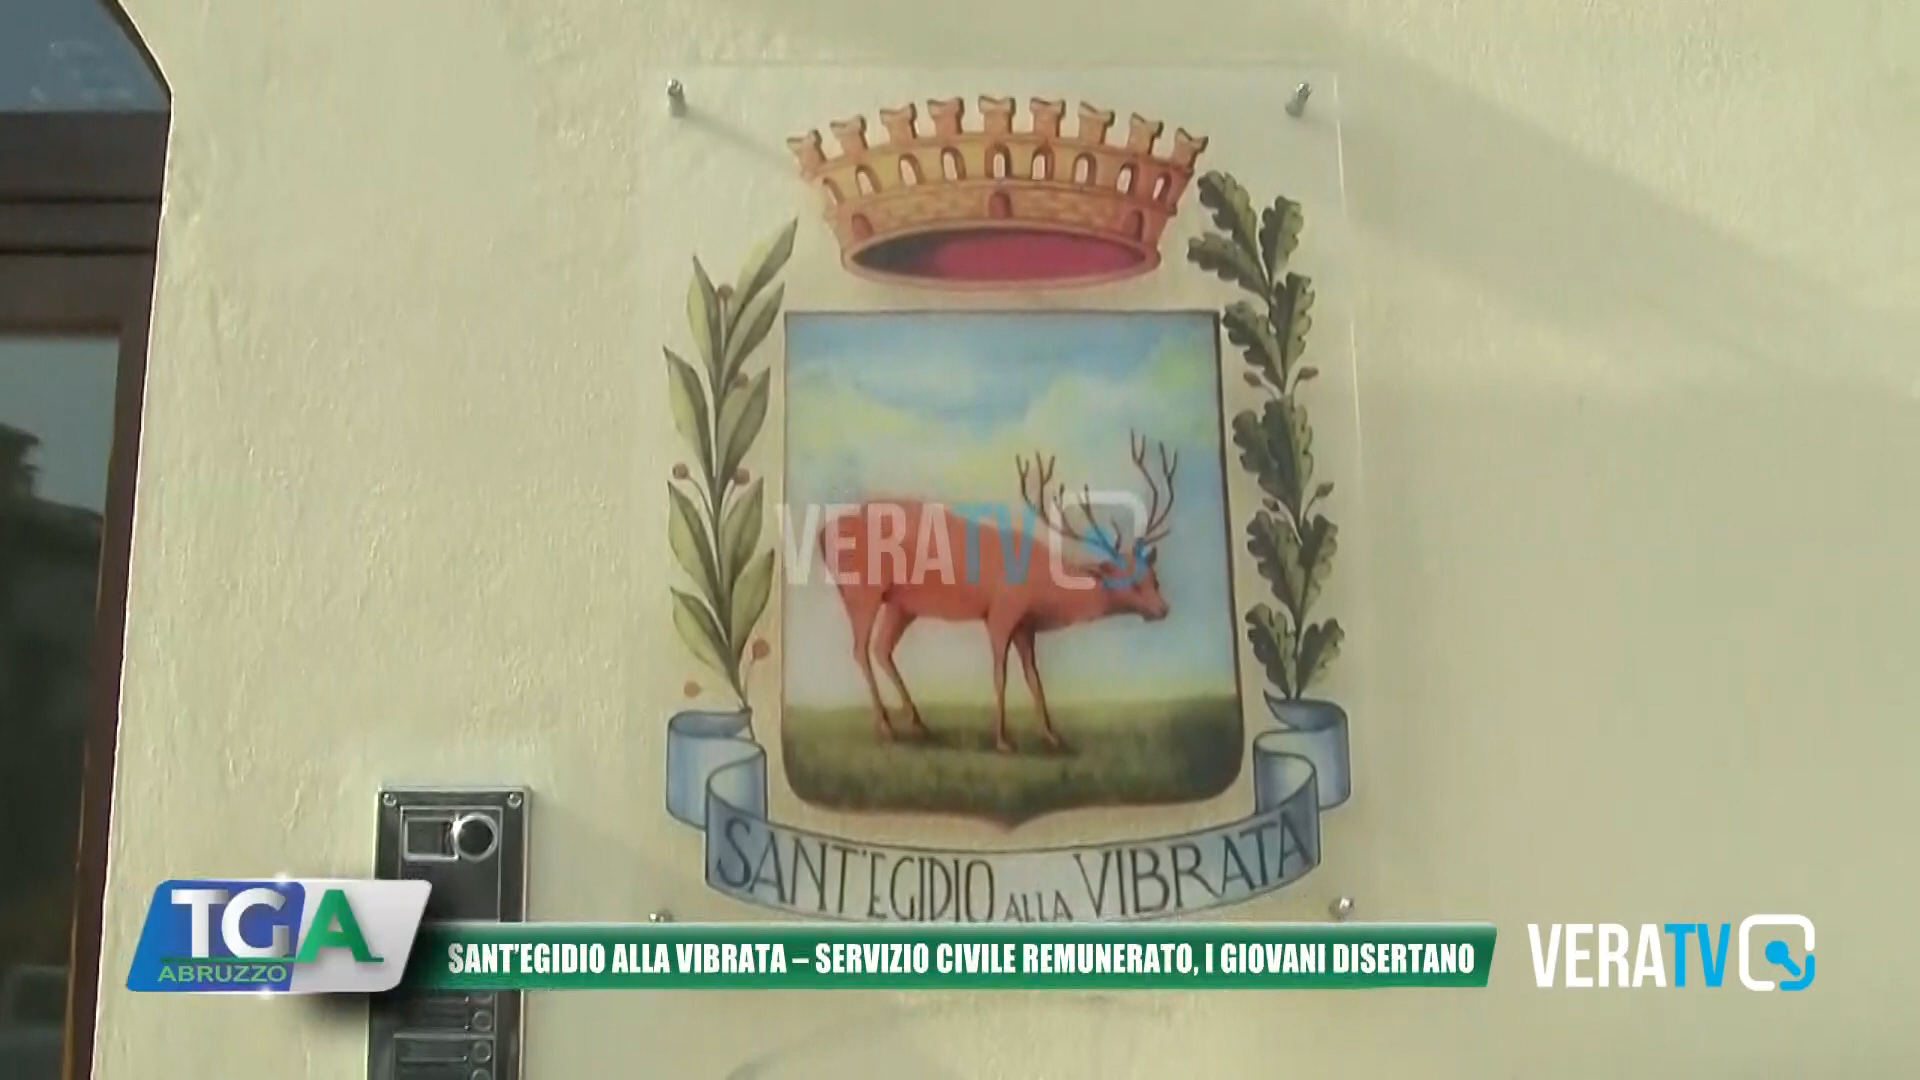 VERATV
SANT'EGIDIO ALLA VIBRATA
TGA
ABRUZZO
SANT'EGIDIO ALLA VIBRATA – SERVIZIO CIVILE REMUNERATO, I GIOVANI DISERTANO
VERATV